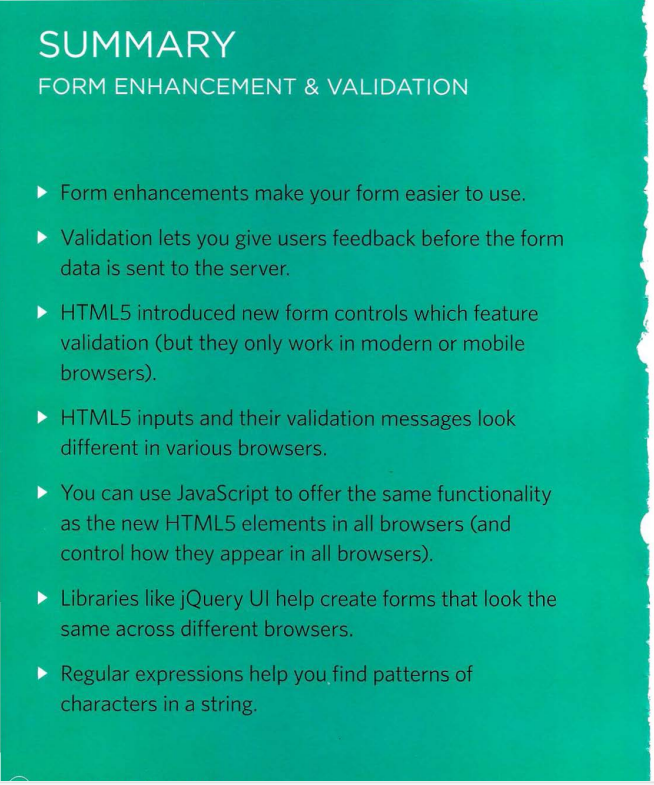 SUMMARY
FORM ENHANCEMENT & VALIDATION
Form enhancements make your form easier to use.
Validation lets you give users feedback before the form
data is sent to the server.
HTML5 introduced new form controls which feature
validation (but they only work in modern or mobile
browsers).
HTML5 inputs and their validation messages look
different in various browsers.
You can use JavaScript to offer the same functionality
as the new HTML5 elements in all browsers (and
control how they appear in all browsers).
Libraries like jQuery UI help create forms that look the
same across different browsers.
Regular expressions help you find patterns of
characters in a string.